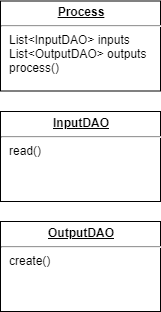 Process
List<InputDAO> inputs
List<OutputDAO> outputs
process()
InputDAO
read()
OutputDAO
create()